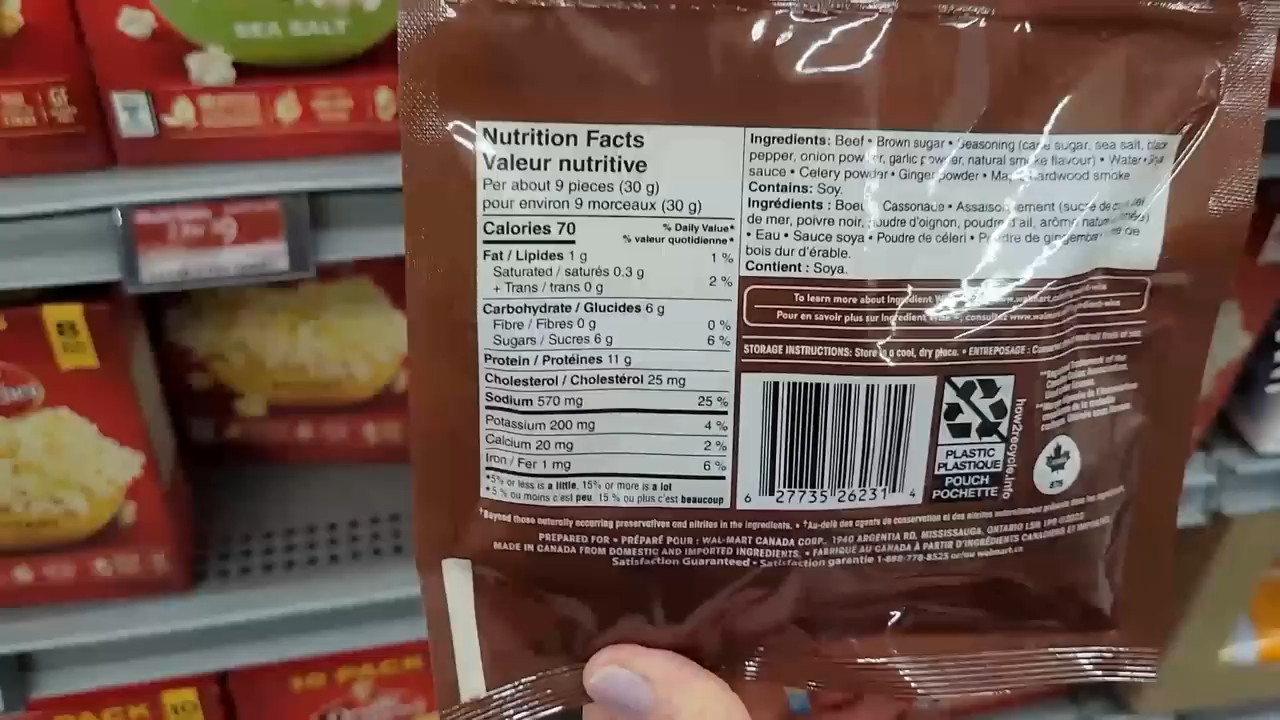 SEA SALT
Nutrition Facts
Valeur nutritive
Per about 9 pieces (30 g)
pour environ 9 morceaux (30 g)
Calories 70
% Daily Value*
% valeur quotidienne*
Fat / Lipides 1 g 1 %
Saturated / saturés 0.3 g
+ Trans / trans 0 g 2 %
Carbohydrate / Glucides 6 g
Fibre / Fibres 0 g 0 %
Sugars / Sucres 6 g 6 %
Protein / Protéines 11 g
Cholesterol / Cholestérol 25 mg
Sodium 570 mg 25 %
Potassium 200 mg 4 %
Calcium 20 mg 2 %
Iron / Fer 1 mg 6 %
*5% or less is a little, 15% or more is a lot
*5 % ou moins c'est peu, 15 % ou plus c'est beaucoup
Ingredients: Beef • Brown sugar • Seasoning (cane sugar, sea salt, black
pepper, onion powder, garlic powder, natural smoke flavour) • Water • Soya
sauce • Celery powder • Ginger powder • hardwood smoke
Contains: Soy.
Ingrédients : Boeuf Cassonade • Assaisonnement (sucre de
de mer, poivre noir, poudre d'oignon, poudre d'ail, arôme
• Eau • Sauce soya • Poudre de céleri • Poudre de gingembre
bois dur d'érable.
Contient : Soya.
To learn more about Ingredient
Pour en savoir plus sur Ingredient consultez
STORAGE INSTRUCTIONS: Store in a cool, dry place. • ENTREPOSAGE :
6 27735 26231 4
PLASTIC
PLASTIQUE
POUCH
POCHETTE
how2recycle.info
†Beyond those naturally occurring preservatives and nitrites in the ingredients. • †Au-delà des agents de conservation et des nitrites naturellement présents dans les
PREPARED FOR • PRÉPARÉ POUR : WAL-MART CANADA CORP., 1940 ARGENTIA RD, MISSISSAUGA, ONTARIO L5N 1P9
MADE IN CANADA FROM DOMESTIC AND IMPORTED INGREDIENTS. • FABRIQUÉ AU CANADA À PARTIR D'INGRÉDIENTS CANADIENS ET IMPORTÉS
Satisfaction Guaranteed • Satisfaction garantie 1-888-778-8525 or/ou walmart.ca
10 PACK
PACK 10